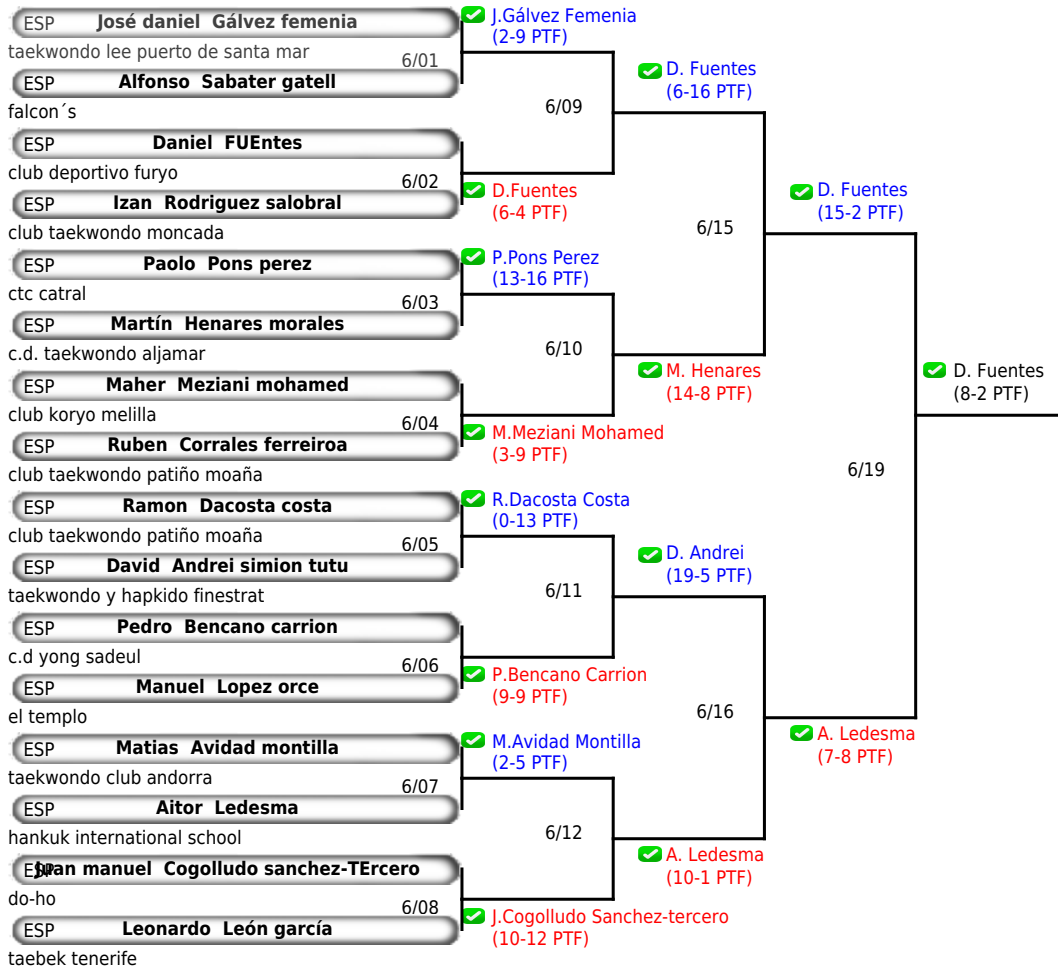 ESP José daniel Gálvez femenia
taekwondo lee puerto de santa mar
6/01
ESP Alfonso Sabater gatell
falcon´s
ESP Daniel FUEntes
club deportivo furyo
6/02
ESP Izan Rodriguez salobral
club taekwondo moncada
ESP Paolo Pons perez
ctc catral
6/03
ESP Martín Henares morales
c.d. taekwondo aljamar
ESP Maher Meziani mohamed
club koryo melilla
6/04
ESP Ruben Corrales ferreiroa
club taekwondo patiño moaña
ESP Ramon Dacosta costa
club taekwondo patiño moaña
6/05
ESP David Andrei simion tutu
taekwondo y hapkido finestrat
ESP Pedro Bencano carrion
c.d yong sadeul
6/06
ESP Manuel Lopez orce
el templo
ESP Matias Avidad montilla
taekwondo club andorra
6/07
ESP Aitor Ledesma
hankuk international school
ESP Juan manuel Cogolludo sanchez-TErcero
do-ho
6/08
ESP Leonardo León garcía
taebek tenerife
J.Gálvez Femenia
(2-9 PTF)
6/09
D.Fuentes
(6-4 PTF)
P.Pons Perez
(13-16 PTF)
6/10
M.Meziani Mohamed
(3-9 PTF)
R.Dacosta Costa
(0-13 PTF)
6/11
P.Bencano Carrion
(9-9 PTF)
M.Avidad Montilla
(2-5 PTF)
6/12
J.Cogolludo Sanchez-tercero
(10-12 PTF)
D. Fuentes
(6-16 PTF)
6/15
M. Henares
(14-8 PTF)
D. Andrei
(19-5 PTF)
6/16
A. Ledesma
(10-1 PTF)
D. Fuentes
(15-2 PTF)
6/19
A. Ledesma
(7-8 PTF)
D. Fuentes
(8-2 PTF)